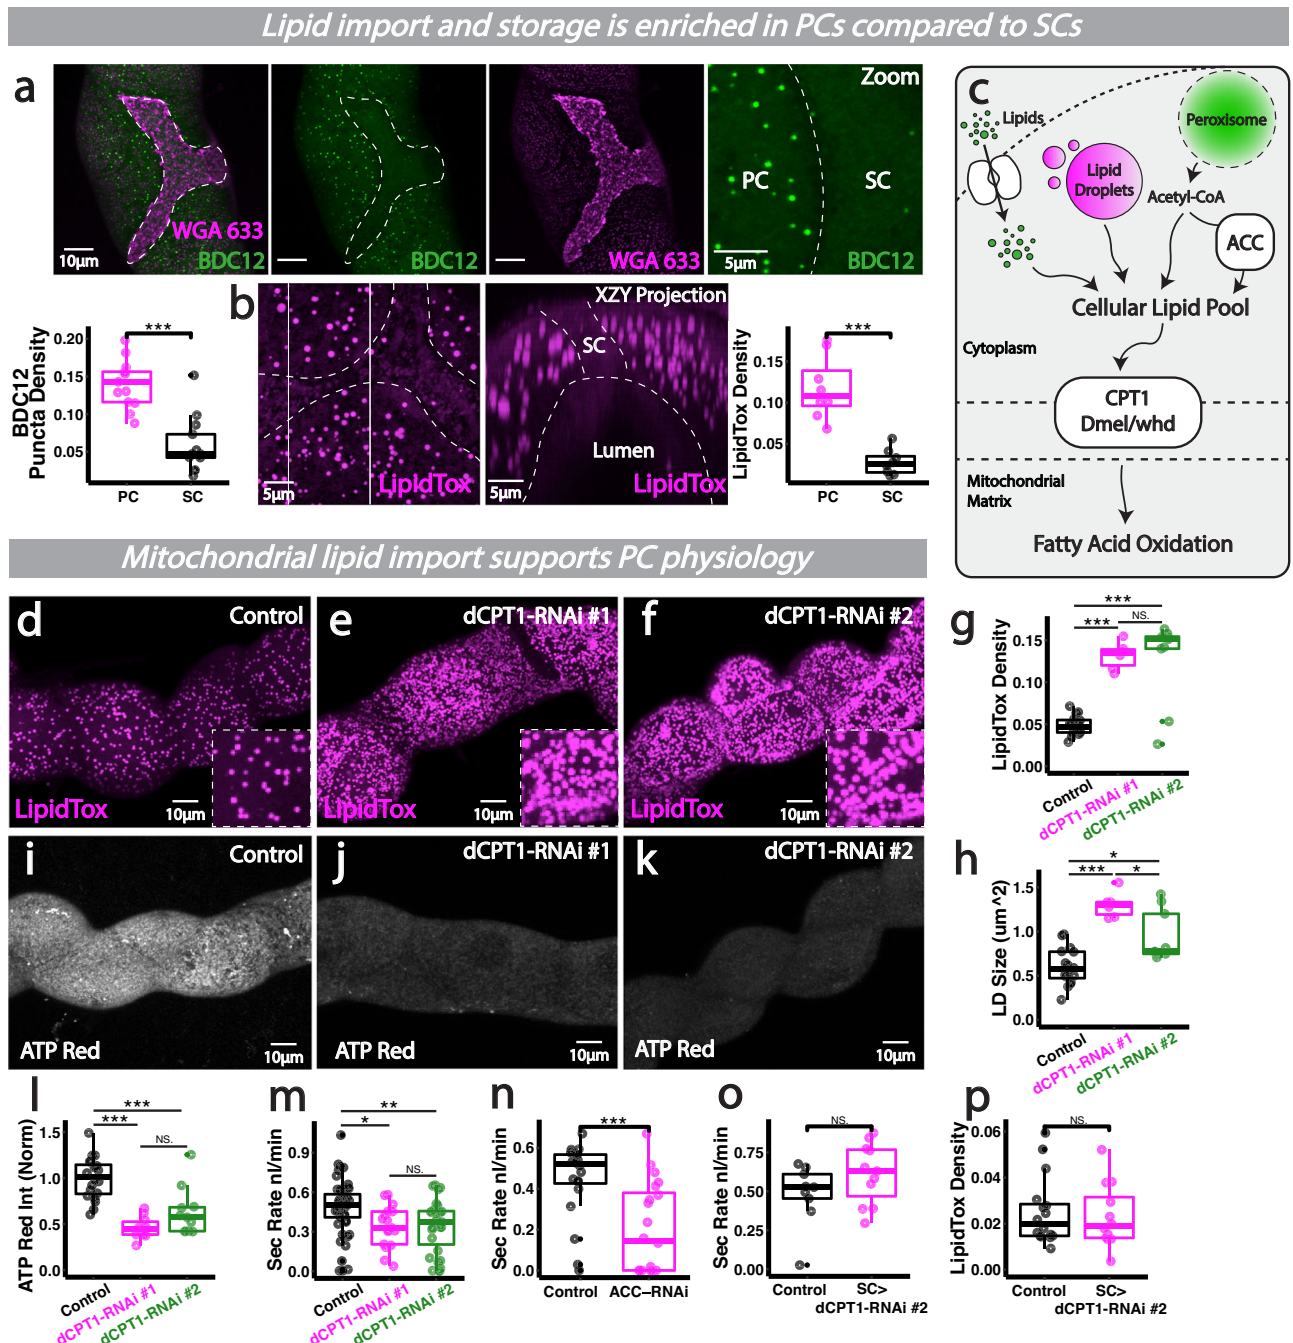 Lipid import and storage is enriched in PCs compared to SCs
a
WGA 633
BDC12
10μm
BDC12
WGA 633
Zoom
PC
SC
5μm
BDC12
BDC12
Puncta Density
0.20
0.15
0.10
0.05
***
PC
SC
b
5μm
LipidTox
XZY Projection
SC
Lumen
5μm
LipidTox
LipidTox Density
0.15
0.10
0.05
***
PC
SC
c
Lipids
Lipid
Droplets
Peroxisome
Acetyl-CoA
ACC
Cellular Lipid Pool
Cytoplasm
CPT1
Dmel/whd
Mitochondrial
Matrix
Fatty Acid Oxidation
Mitochondrial lipid import supports PC physiology
d
Control
LipidTox
10μm
e
dCPT1-RNAi #1
LipidTox
10μm
f
dCPT1-RNAi #2
LipidTox
10μm
g
LipidTox Density
0.15
0.10
0.05
0.00
***
***
NS.
Control
dCPT1-RNAi #1
dCPT1-RNAi #2
h
LD Size (um^2)
1.5
1.0
0.5
0.0
*
***
*
Control
dCPT1-RNAi #1
dCPT1-RNAi #2
i
Control
ATP Red
10μm
j
dCPT1-RNAi #1
ATP Red
10μm
k
dCPT1-RNAi #2
ATP Red
10μm
l
ATP Red Int (Norm)
1.5
1.0
0.5
0.0
***
***
NS.
Control
dCPT1-RNAi #1
dCPT1-RNAi #2
m
Sec Rate nl/min
0.9
0.6
0.3
0.0
**
*
NS.
Control
dCPT1-RNAi #1
dCPT1-RNAi #2
n
Sec Rate nl/min
0.6
0.4
0.2
0.0
***
Control
ACC–RNAi
o
Sec Rate nl/min
0.75
0.50
0.25
0.00
NS.
Control
SC>
dCPT1-RNAi #2
p
LipidTox Density
0.06
0.04
0.02
0.00
NS.
Control
SC>
dCPT1-RNAi #2